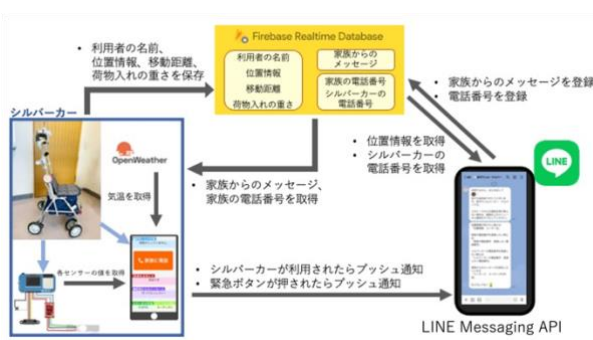 Firebase Realtime Database
利用者の名前
位置情報
移動距離
荷物入れの重さ
家族からの
メッセージ
家族の電話番号
シルバーカーの
電話番号
• 利用者の名前、
位置情報、移動距離、
荷物入れの重さを保存
• 家族からのメッセージを登録
• 電話番号を登録
• 位置情報を取得
• シルバーカーの
電話番号を取得
LINE
シルバーカー
OpenWeather
気温を取得
• 家族からのメッセージ、
家族の電話番号を取得
各センサーの値を取得
• シルバーカーが利用されたらプッシュ通知
• 緊急ボタンが押されたらプッシュ通知
LINE Messaging API